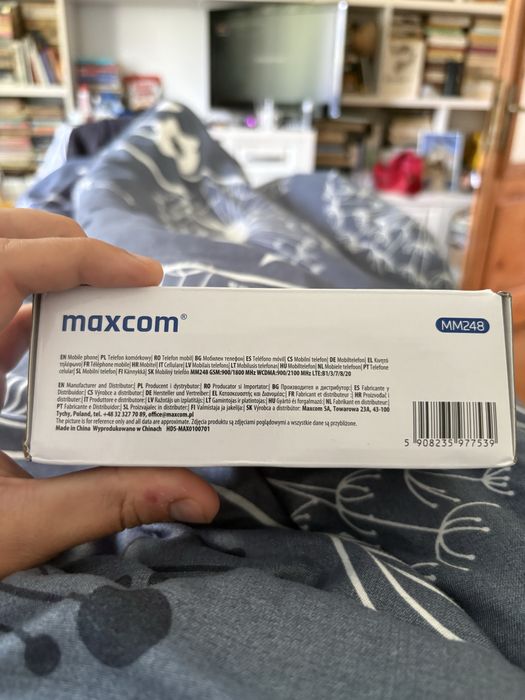 maxcom®
MM248
EN Mobile phone| PL Telefon komórkowy| RO Telefon mobil| BG Мобилен телефон| ES Teléfono móvil| CS Mobilní telefon| DE Mobiltelefon| EL Κινητό
τηλέφωνο| FR Téléphone mobile| HR Mobitel| IT Cellulare| LV Mobilais telefons| LT Mobilusis telefonas| HU Mobiltelefon| NL Mobiele telefoon| PT Telefone
celular| SL Mobilni telefon| FI Kännykkä| SK Mobilný telefón MM248 GSM:900/1800 MHz WCDMA:900/2100 MHz LTE:B1/3/7/8/20
EN Manufacturer and Distributor:| PL Producent i dystrybutor:| RO Producator si Importator:| BG Производител и дистрибутор:| ES Fabricante y
Distribuidor:| CS Výrobce a distributor:| DE Hersteller und Vertreiber:| EL Κατασκευαστής και Διανομέας:| FR Fabricant et distributeur:| HR Proizvođač i
distributer:| IT Produttore e distributore:| LV Ražotājs un izplatītājs:| LT Gamintojas ir platintojas:| HU Gyártó és forgalmazó:| NL Fabrikant en distributeur:|
PT Fabricante e Distribuidor:| SL Proizvajalec in distributer:| FI Valmistaja ja jakelija:| SK Výrobca a distribútor: Maxcom SA, Towarowa 23A, 43-100
Tychy, Poland, tel. +48 32 327 70 89, office@maxcom.pl
The picture is for reference only and all data are approximate. Zdjęcia produktu są zdjęciami poglądowymi a wszystkie dane są przybliżone.
Made in China Wyprodukowano w Chinach HDS-MAX0100701
5 908235 977539